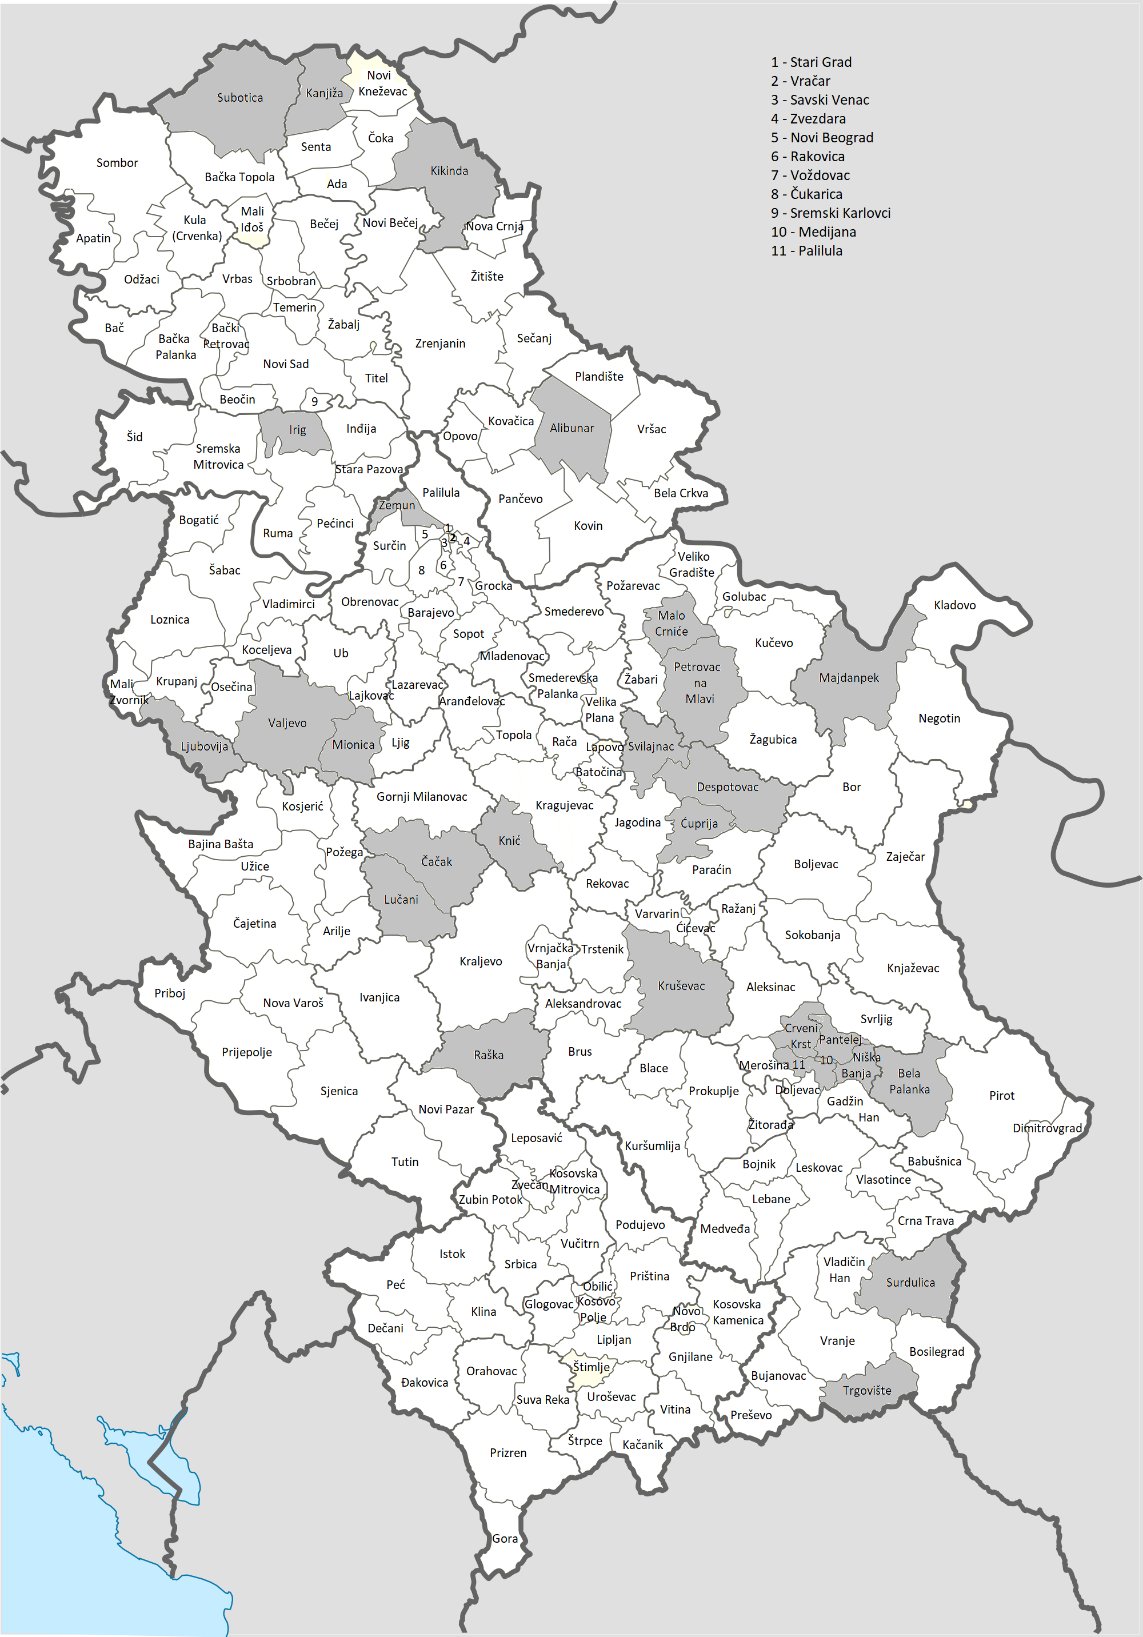 1 - Stari Grad
2 - Vračar
3 - Savski Venac
4 - Zvezdara
5 - Novi Beograd
6 - Rakovica
7 - Voždovac
8 - Čukarica
9 - Sremski Karlovci
10 - Medijana
11 - Palilula
Subotica
Kanjiža
Novi
Kneževac
Sombor
Senta
Čoka
Bačka Topola
Ada
Kikinda
Apatin
Kula
(Crvenka)
Mali
Iđoš
Bečej
Novi Bečej
Nova Crnja
Odžaci
Vrbas
Srbobran
Žitište
Bač
Bačka
Palanka
Bački
Petrovac
Temerin
Žabalj
Zrenjanin
Sečanj
Novi Sad
Titel
Plandište
Beočin
9
Šid
Sremska
Mitrovica
Irig
Inđija
Opovo
Kovačica
Alibunar
Vršac
Stara Pazova
Bogatić
Ruma
Pećinci
Zemun
Palilula
Pančevo
Bela Crkva
Kovin
Surčin
5
1
2
3
4
8
6
7
Grocka
Šabac
Vladimirci
Obrenovac
Barajevo
Smederevo
Požarevac
Veliko
Gradište
Golubac
Kladovo
Loznica
Koceljeva
Ub
Sopot
Mladenovac
Malo
Crniće
Kučevo
Mali
Zvornik
Krupanj
Osečina
Lajkovac
Lazarevac
Aranđelovac
Smederevska
Palanka
Velika
Plana
Žabari
Petrovac
na
Mlavi
Majdanpek
Negotin
Ljubovija
Valjevo
Mionica
Ljig
Topola
Rača
Lapovo
Batočina
Svilajnac
Žagubica
Kosjerić
Gornji Milanovac
Kragujevac
Despotovac
Bor
Jagodina
Ćuprija
Bajina Bašta
Užice
Požega
Čačak
Knić
Lučani
Rekovac
Paraćin
Boljevac
Zaječar
Čajetina
Arilje
Varvarin
Ćićevac
Ražanj
Sokobanja
Kraljevo
Vrnjačka
Banja
Trstenik
Knjaževac
Priboj
Nova Varoš
Ivanjica
Aleksandrovac
Kruševac
Aleksinac
Svrljig
Prijepolje
Sjenica
Raška
Brus
Blace
Prokuplje
Merošina
Crveni
Krst
Pantelej
11
10
Niška
Banja
Bela
Palanka
Pirot
Novi Pazar
Doljevac
Gadžin
Han
Žitorađa
Dimitrovgrad
Tutin
Leposavić
Kuršumlija
Bojnik
Leskovac
Babušnica
Vlasotince
Zvečan
Kosovska
Mitrovica
Zubin Potok
Lebane
Medveđa
Crna Trava
Podujevo
Istok
Srbica
Vučitrn
Vladičin
Han
Surdulica
Peć
Klina
Glogovac
Obilić
Kosovo
Polje
Priština
Novo
Brdo
Kosovska
Kamenica
Dečani
Lipljan
Vranje
Bosilegrad
Đakovica
Orahovac
Štimlje
Gnjilane
Suva Reka
Uroševac
Bujanovac
Trgovište
Vitina
Preševo
Prizren
Štrpce
Kačanik
Gora